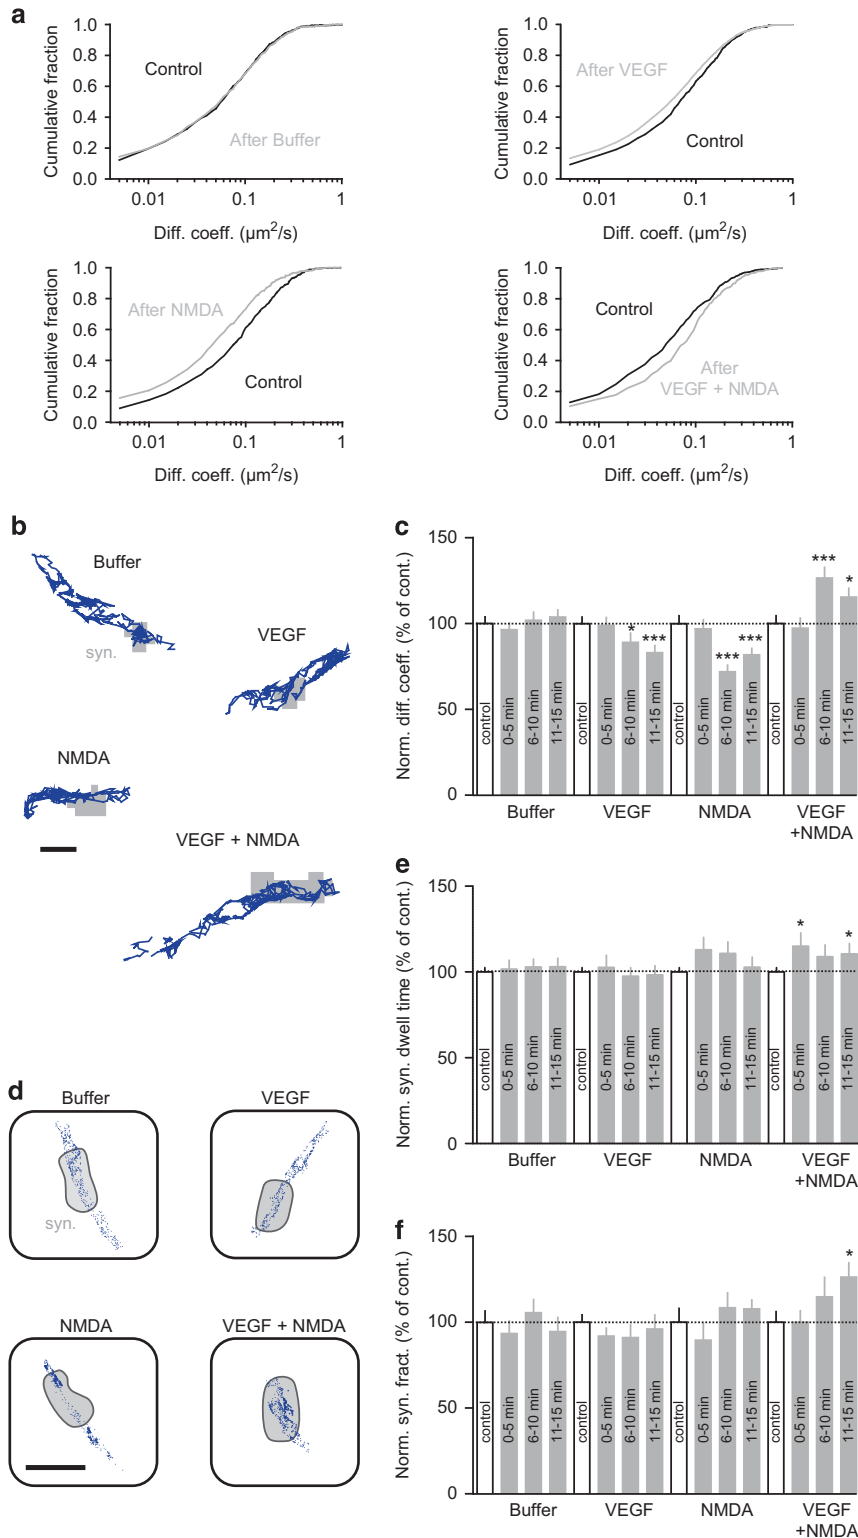 a
Cumulative fraction
1.0
0.8
0.6
0.4
0.2
0.0
Control
After Buffer
0.01
0.1
1
Diff. coeff. (µm²/s)
Cumulative fraction
1.0
0.8
0.6
0.4
0.2
0.0
After VEGF
Control
0.01
0.1
1
Diff. coeff. (µm²/s)
Cumulative fraction
1.0
0.8
0.6
0.4
0.2
0.0
After NMDA
Control
0.01
0.1
1
Diff. coeff. (µm²/s)
Cumulative fraction
1.0
0.8
0.6
0.4
0.2
0.0
Control
After
VEGF + NMDA
0.01
0.1
1
Diff. coeff. (µm²/s)
b
Buffer
syn.
VEGF
NMDA
VEGF + NMDA
c
Norm. diff. coeff. (% of cont.)
150
100
50
0
control
0-5 min
6-10 min
11-15 min
control
0-5 min
*
6-10 min
***
11-15 min
control
0-5 min
***
6-10 min
***
11-15 min
control
0-5 min
***
6-10 min
*
11-15 min
Buffer
VEGF
NMDA
VEGF
+NMDA
d
Buffer
syn.
VEGF
NMDA
VEGF + NMDA
e
Norm. syn. dwell time (% of cont.)
150
100
50
0
control
0-5 min
6-10 min
11-15 min
control
0-5 min
6-10 min
11-15 min
control
0-5 min
6-10 min
11-15 min
control
*
0-5 min
6-10 min
*
11-15 min
Buffer
VEGF
NMDA
VEGF
+NMDA
f
Norm. syn. fract. (% of cont.)
150
100
50
0
control
0-5 min
6-10 min
11-15 min
control
0-5 min
6-10 min
11-15 min
control
0-5 min
6-10 min
11-15 min
control
0-5 min
6-10 min
*
11-15 min
Buffer
VEGF
NMDA
VEGF
+NMDA